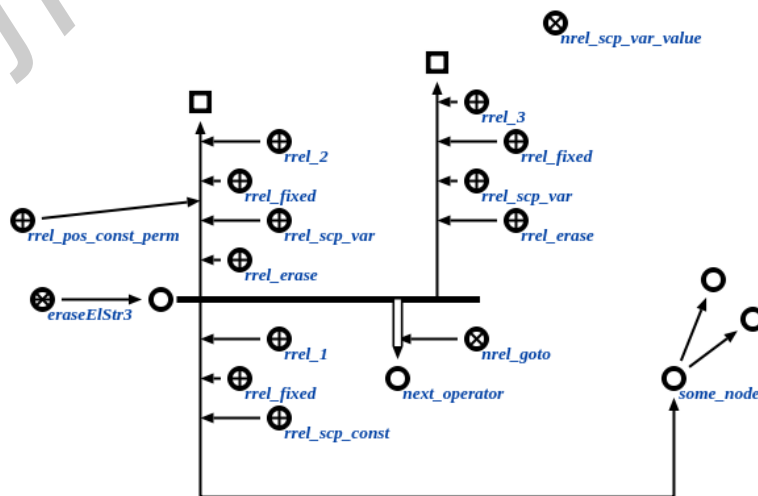 nrel_scp_var_value
rrel_3
rrel_2
rrel_fixed
rrel_fixed
rrel_scp_var
rrel_pos_const_perm
rrel_scp_var
rrel_erase
rrel_erase
eraseElStr3
rrel_1
nrel_goto
rrel_fixed
next_operator
some_node
rrel_scp_const